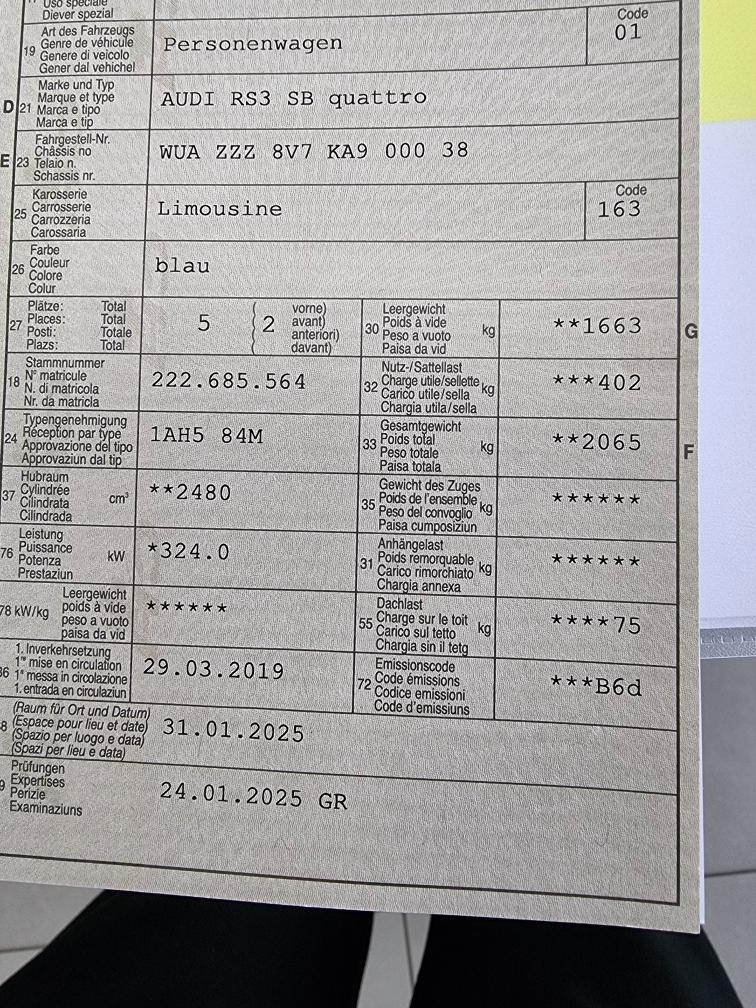 Uso speciale
Diever spezial
19 Art des Fahrzeugs
Genre de véhicule
Genere di veicolo
Gener dal vehichel
Personenwagen
Code
01
D 21 Marke und Typ
Marque et type
Marca e tipo
Marca e tip
AUDI RS3 SB quattro
E 23 Fahrgestell-Nr.
Châssis no
Telaio n.
Schassis nr.
WUA ZZZ 8V7 KA9 000 38
25 Karosserie
Carrosserie
Carrozzeria
Carossaria
Limousine
Code
163
26 Farbe
Couleur
Colore
Colur
blau
27 Plätze: Total
Places: Total
Posti: Totale
Plazs: Total
5 ( 2 vorne)
avant)
anteriori)
davant)
30 Leergewicht
Poids à vide
Peso a vuoto
Paisa da vid
kg
**1663
G
18 Stammnummer
N° matricule
N. di matricola
Nr. da matricla
222.685.564
32 Nutz-/Sattellast
Charge utile/sellette
Carico utile/sella
Chargia utila/sella
kg
***402
24 Typengenehmigung
Réception par type
Approvazione del tipo
Approvaziun dal tip
1AH5 84M
33 Gesamtgewicht
Poids total
Peso totale
Paisa totala
kg
**2065
F
37 Hubraum
Cylindrée
Cilindrata
Cilindrada
cm³
**2480
35 Gewicht des Zuges
Poids de l'ensemble
Peso del convoglio
Paisa cumposiziun
kg
******
76 Leistung
Puissance
Potenza
Prestaziun
kW
*324.0
31 Anhängelast
Poids remorquable
Carico rimorchiato
Chargia annexa
kg
******
78 kW/kg Leergewicht
poids à vide
peso a vuoto
paisa da vid
******
55 Dachlast
Charge sur le toit
Carico sul tetto
Chargia sin il tetg
kg
****75
36 1. Inverkehrsetzung
1re mise en circulation
1a messa in circolazione
1. entrada en circulaziun
29.03.2019
72 Emissionscode
Code émissions
Codice emissioni
Code d'emissiuns
***B6d
8 (Raum für Ort und Datum)
(Espace pour lieu et date)
(Spazio per luogo e data)
(Spazi per lieu e data)
31.01.2025
9 Prüfungen
Expertises
Perizie
Examinaziuns
24.01.2025 GR